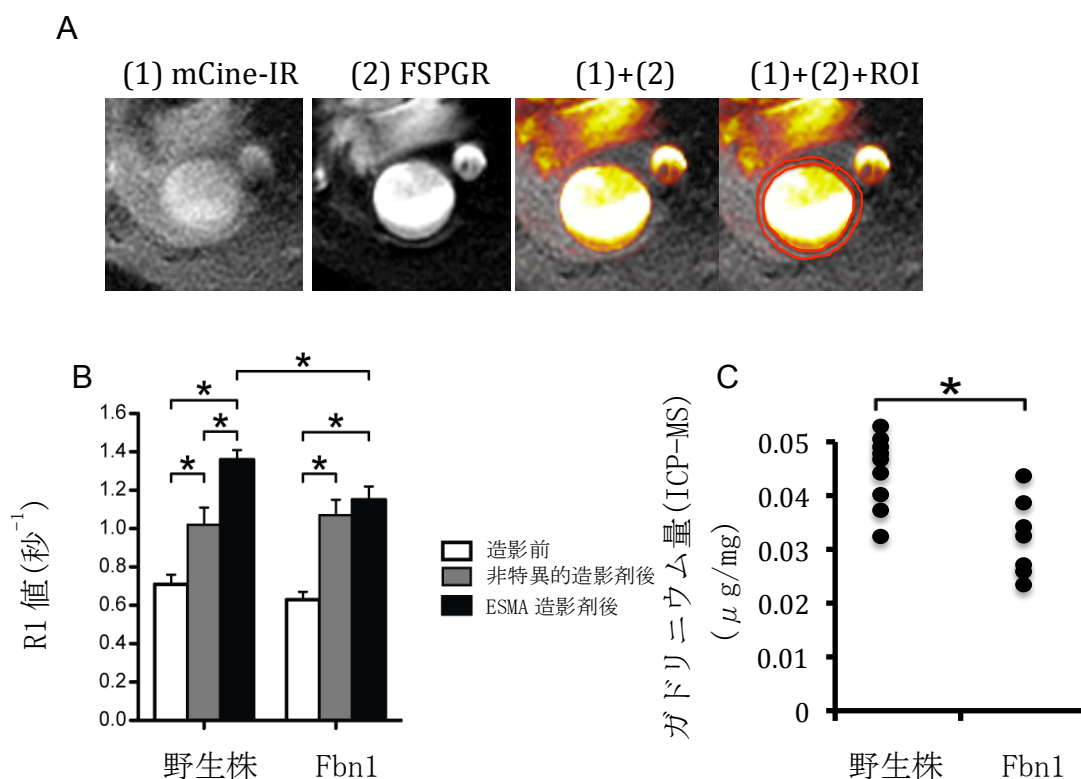 A
(1) mCine-IR
(2) FSPGR
(1)+(2)
(1)+(2)+ROI
B
*
*
*
*
*
*
*
R1値(秒⁻¹)
1.6
1.4
1.2
1.0
0.8
0.6
0.4
0.2
0.0
野生株
Fbn1
造影前
非特異的造影剤後
ESMA 造影剤後
C
*
ガドリニウム量(ICP-MS)
(μg/mg)
0.05
0.04
0.03
0.02
0.01
0
野生株
Fbn1